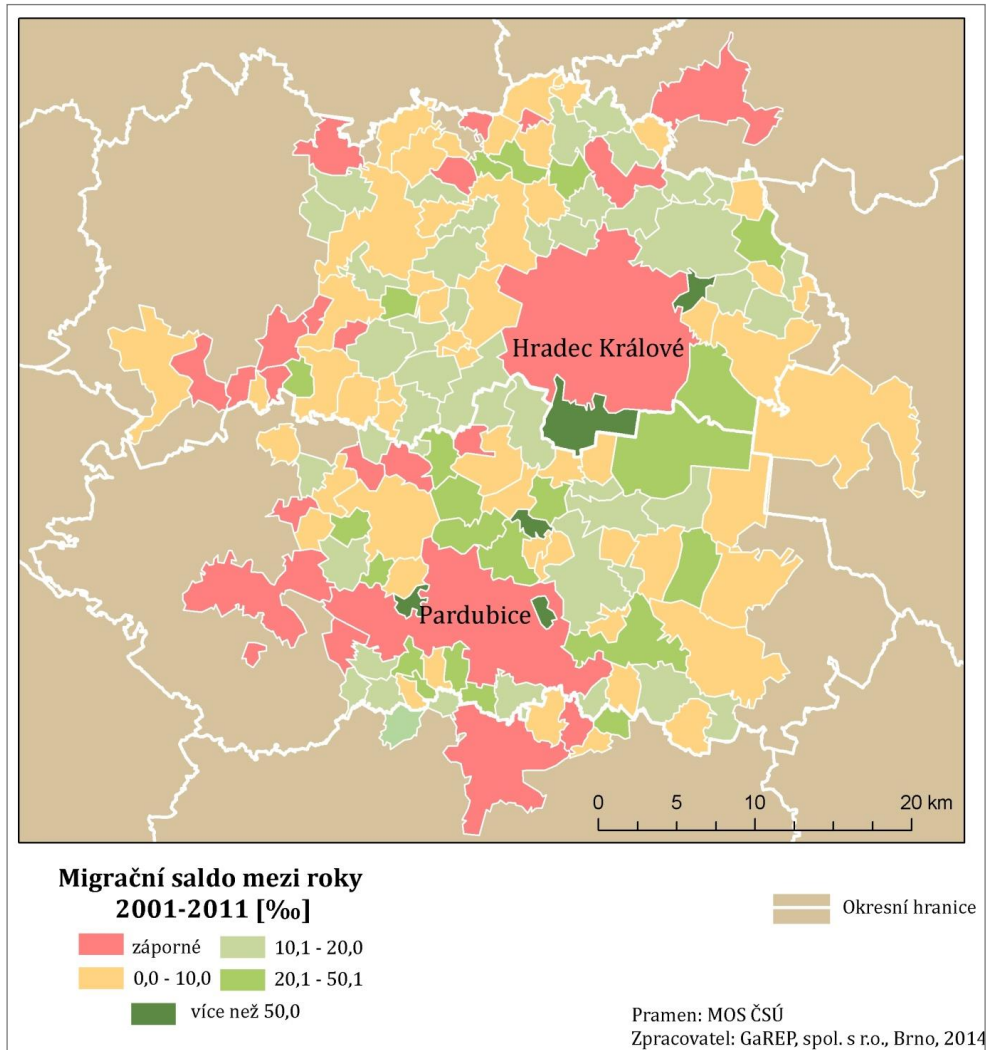 Hradec Králové
Pardubice
0 5 10 20 km
Migrační saldo mezi roky
2001-2011 [‰]
záporné
10,1 - 20,0
0,0 - 10,0
20,1 - 50,1
více než 50,0
Okresní hranice
Pramen: MOS ČSÚ
Zpracovatel: GaREP, spol. s r.o., Brno, 2014